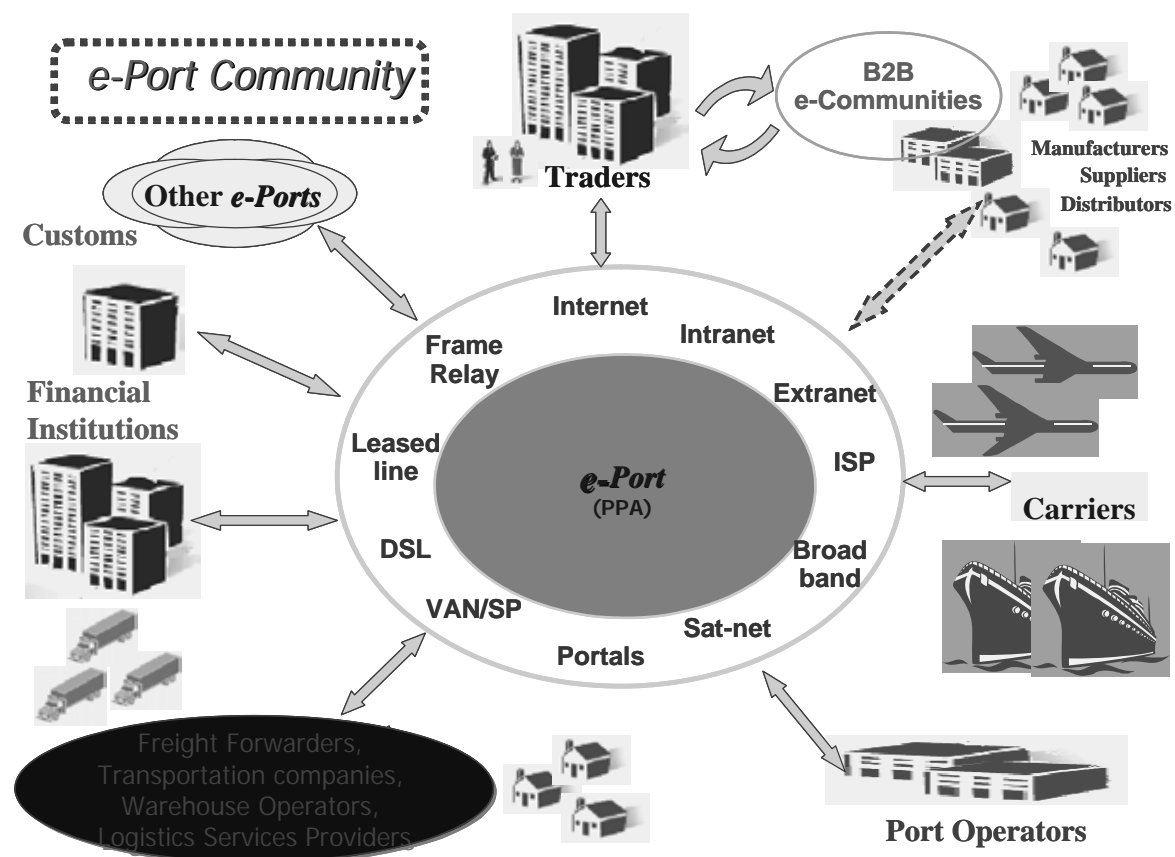 e-Port Community
B2B
e-Communities
Manufacturers
Suppliers
Distributors
Traders
Other e-Ports
Customs
Internet
Intranet
Frame
Relay
Extranet
Financial
Institutions
Leased
line
ISP
e-Port
(PPA)
Carriers
DSL
Broad
band
VAN/SP
Sat-net
Portals
Freight Forwarders,
Transportation companies,
Warehouse Operators,
Logistics Services Providers
Port Operators